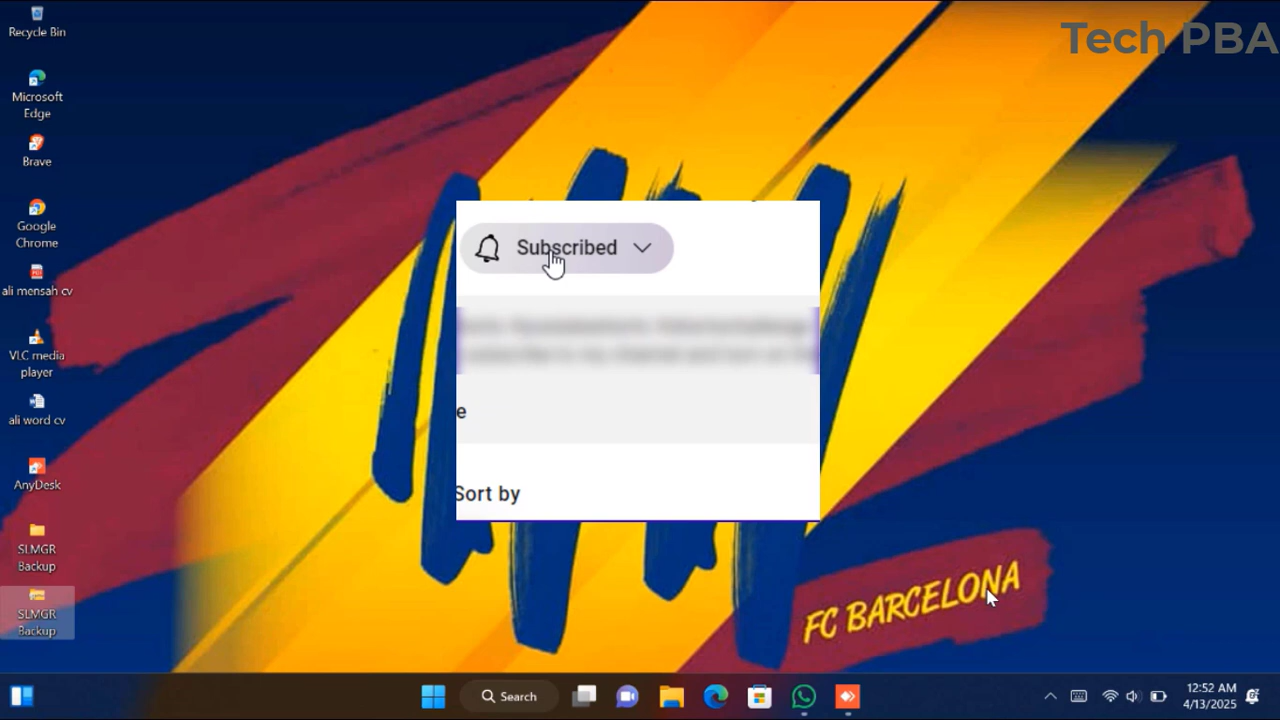 Tech PBA
Recycle Bin
Microsoft
Edge
Brave
Google
Chrome
ali mensah cv
VLC media
player
ali word cv
AnyDesk
SLMGR
Backup
SLMGR
Backup
Subscribed
e
Sort by
FC BARCELONA
Search
12:52 AM
4/13/2025